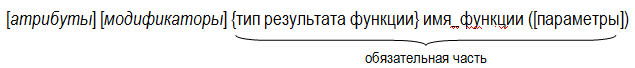 [атрибуты] [модификаторы] {тип результата функции} имя_функции ([параметры])
обязательная часть